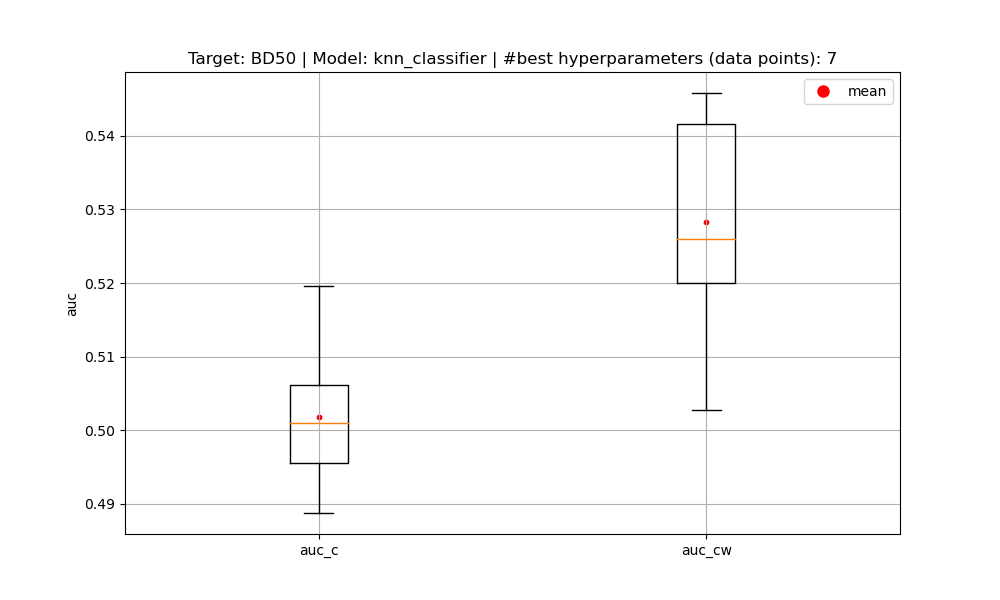 Target: BD50 | Model: knn_classifier | #best hyperparameters (data points): 7
mean
0.54
0.53
0.52
0.51
0.50
0.49
auc
auc_c
auc_cw